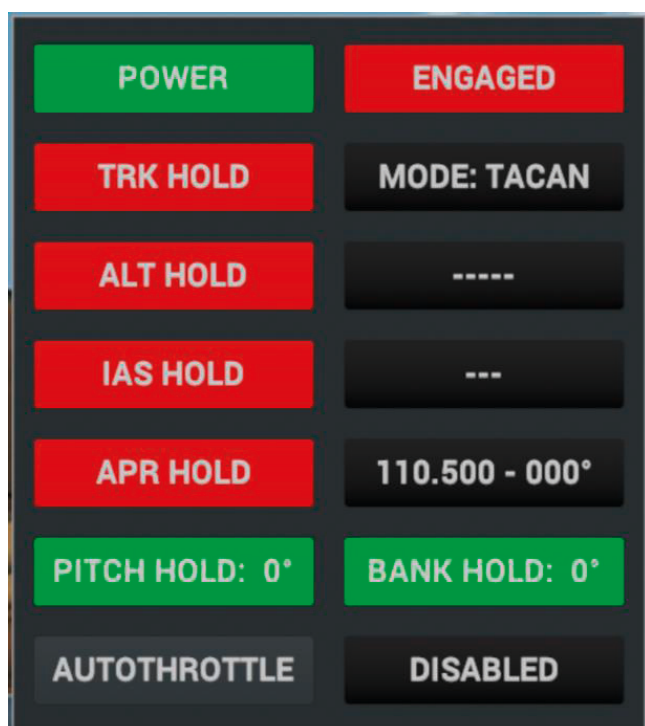 POWER ENGAGED
TRK HOLD MODE: TACAN
ALT HOLD -----
IAS HOLD ---
APR HOLD 110.500 - 000°
PITCH HOLD: 0° BANK HOLD: 0°
AUTOTHROTTLE DISABLED